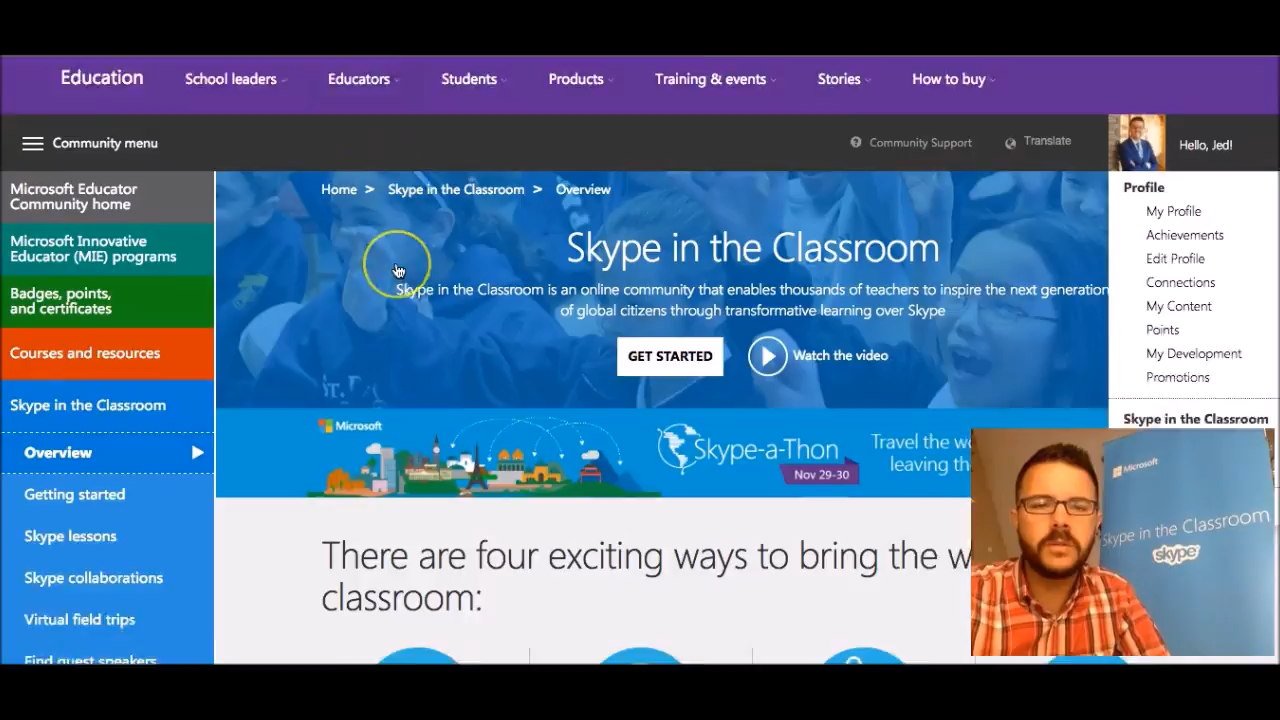 Education School leaders Educators Students Products Training & events Stories How to buy
Community menu
Community Support Translate Hello, Jed!
Microsoft Educator
Community home
Microsoft Innovative
Educator (MIE) programs
Badges, points,
and certificates
Courses and resources
Skype in the Classroom
Overview
Getting started
Skype lessons
Skype collaborations
Virtual field trips
Find guest speakers
Home > Skype in the Classroom > Overview
Skype in the Classroom
Skype in the Classroom is an online community that enables thousands of teachers to inspire the next generation
of global citizens through transformative learning over Skype
GET STARTED Watch the video
Microsoft
Skype-a-Thon
Nov 29-30
Travel the w
leaving th
There are four exciting ways to bring the w
classroom:
Profile
My Profile
Achievements
Edit Profile
Connections
My Content
Points
My Development
Promotions
Skype in the Classroom
Microsoft
Skype in the Classroom
skype